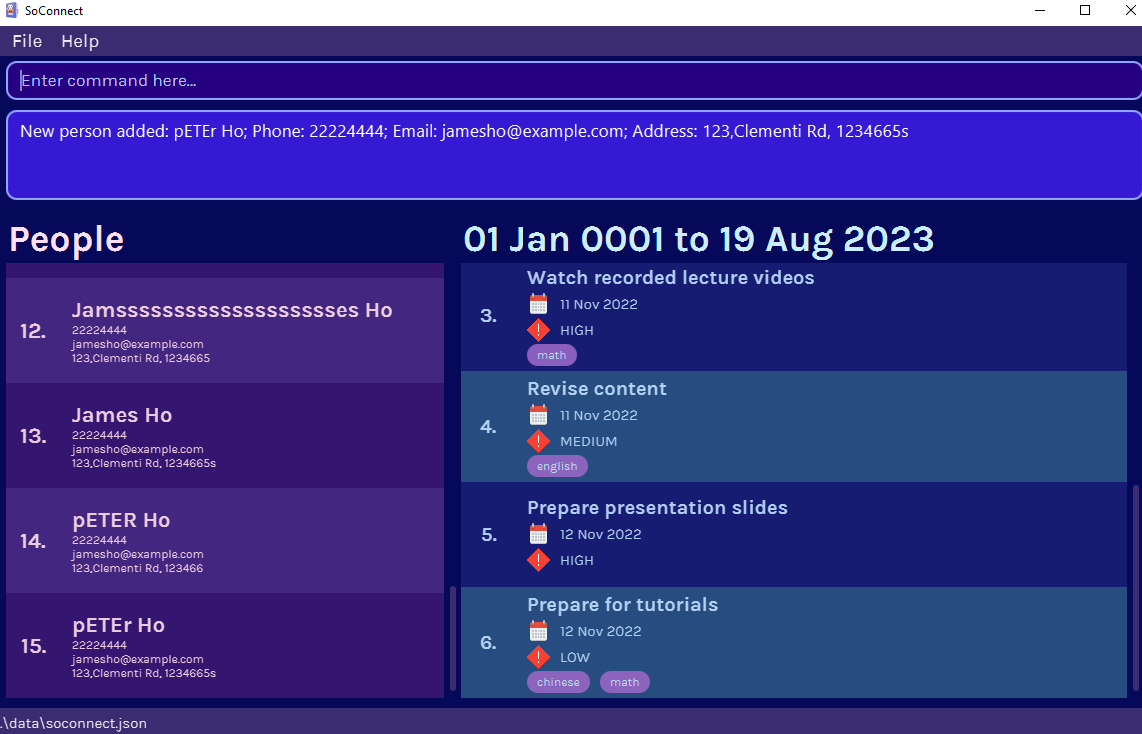 SoConnect
File Help
Enter command here...
New person added: pETEr Ho; Phone: 22224444; Email: jamesho@example.com; Address: 123,Clementi Rd, 1234665s
People
12.
Jamssssssssssssssssssses Ho
22224444
jamesho@example.com
123,Clementi Rd, 1234665
13.
James Ho
22224444
jamesho@example.com
123,Clementi Rd, 1234665s
14.
pETER Ho
22224444
jamesho@example.com
123,Clementi Rd, 123466
15.
pETEr Ho
22224444
jamesho@example.com
123,Clementi Rd, 1234665s
01 Jan 0001 to 19 Aug 2023
3.
Watch recorded lecture videos
11 Nov 2022
HIGH
math
4.
Revise content
11 Nov 2022
MEDIUM
english
5.
Prepare presentation slides
12 Nov 2022
HIGH
6.
Prepare for tutorials
12 Nov 2022
LOW
chinese math
.\data\soconnect.json